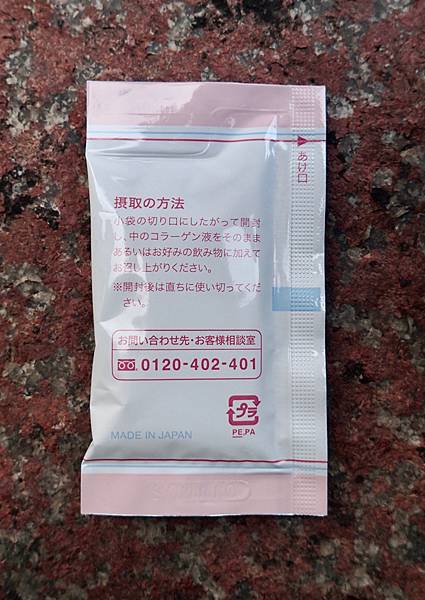 あけ口
摂取の方法
小袋の切り口にしたがって開封
し、中のコラーゲン液をそのまま
あるいはお好みの飲み物に加えて
お召し上がりください。
※開封後は直ちに使い切ってくだ
さい。
お問い合わせ先・お客様相談室
0120-402-401
プラ
PE,PA
MADE IN JAPAN